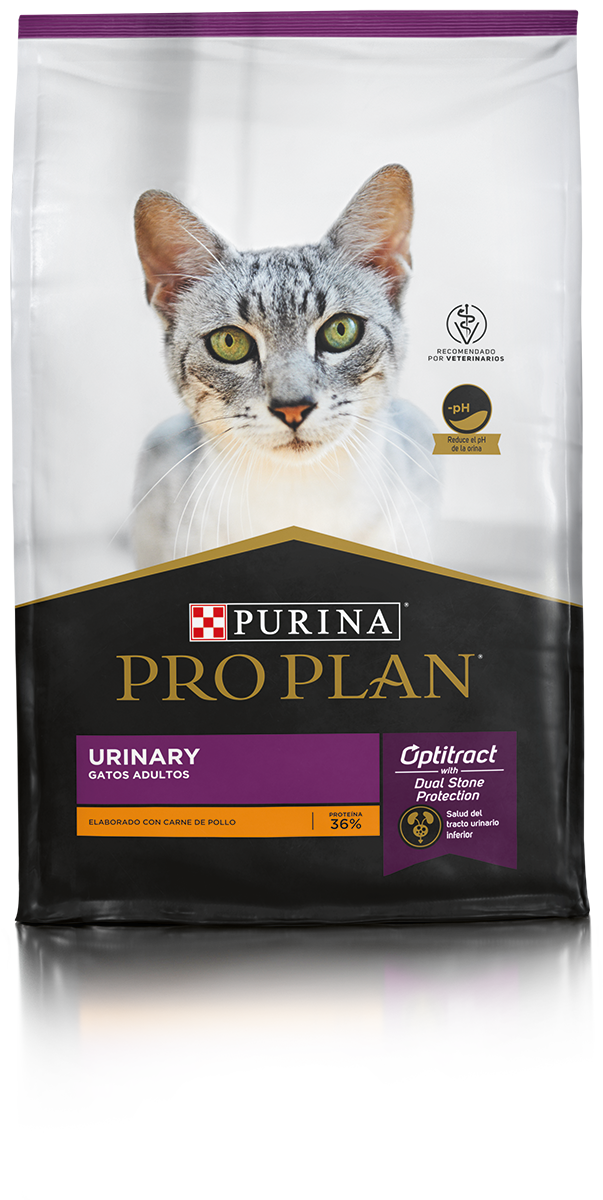 RECOMENDADO
POR VETERINARIOS
-pH
Reduce el pH
de la orina
PURINA®
PRO PLAN®
URINARY
GATOS ADULTOS
ELABORADO CON CARNE DE POLLO
PROTEÍNA
36%
Optitract
with
Dual Stone
Protection
Salud del
tracto urinario
inferior